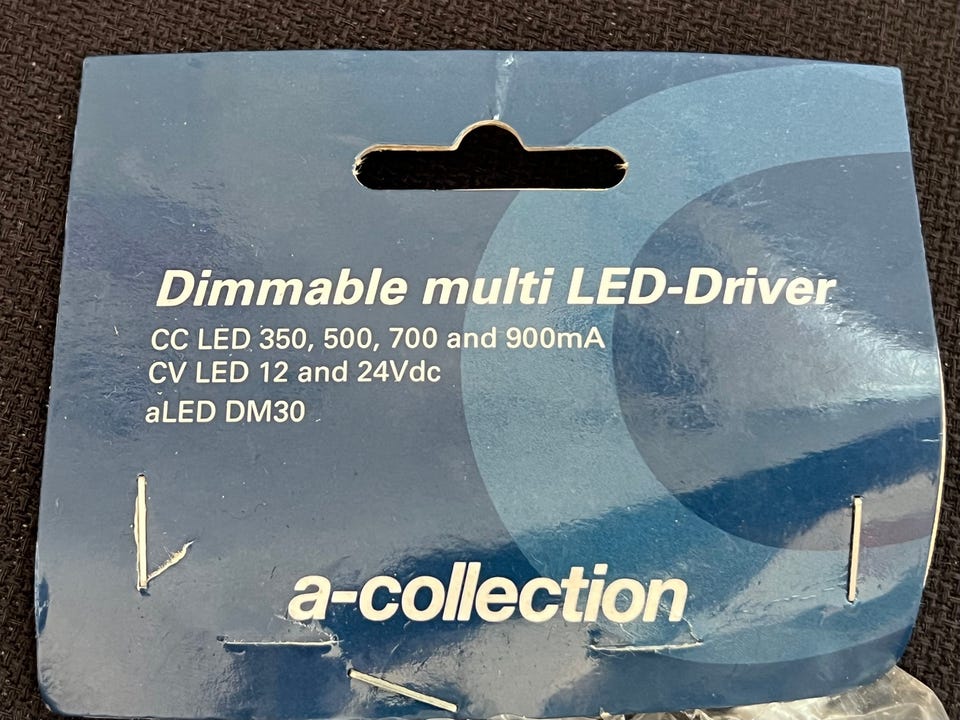 Dimmable multi LED-Driver
CC LED 350, 500, 700 and 900mA
CV LED 12 and 24Vdc
aLED DM30
a-collection